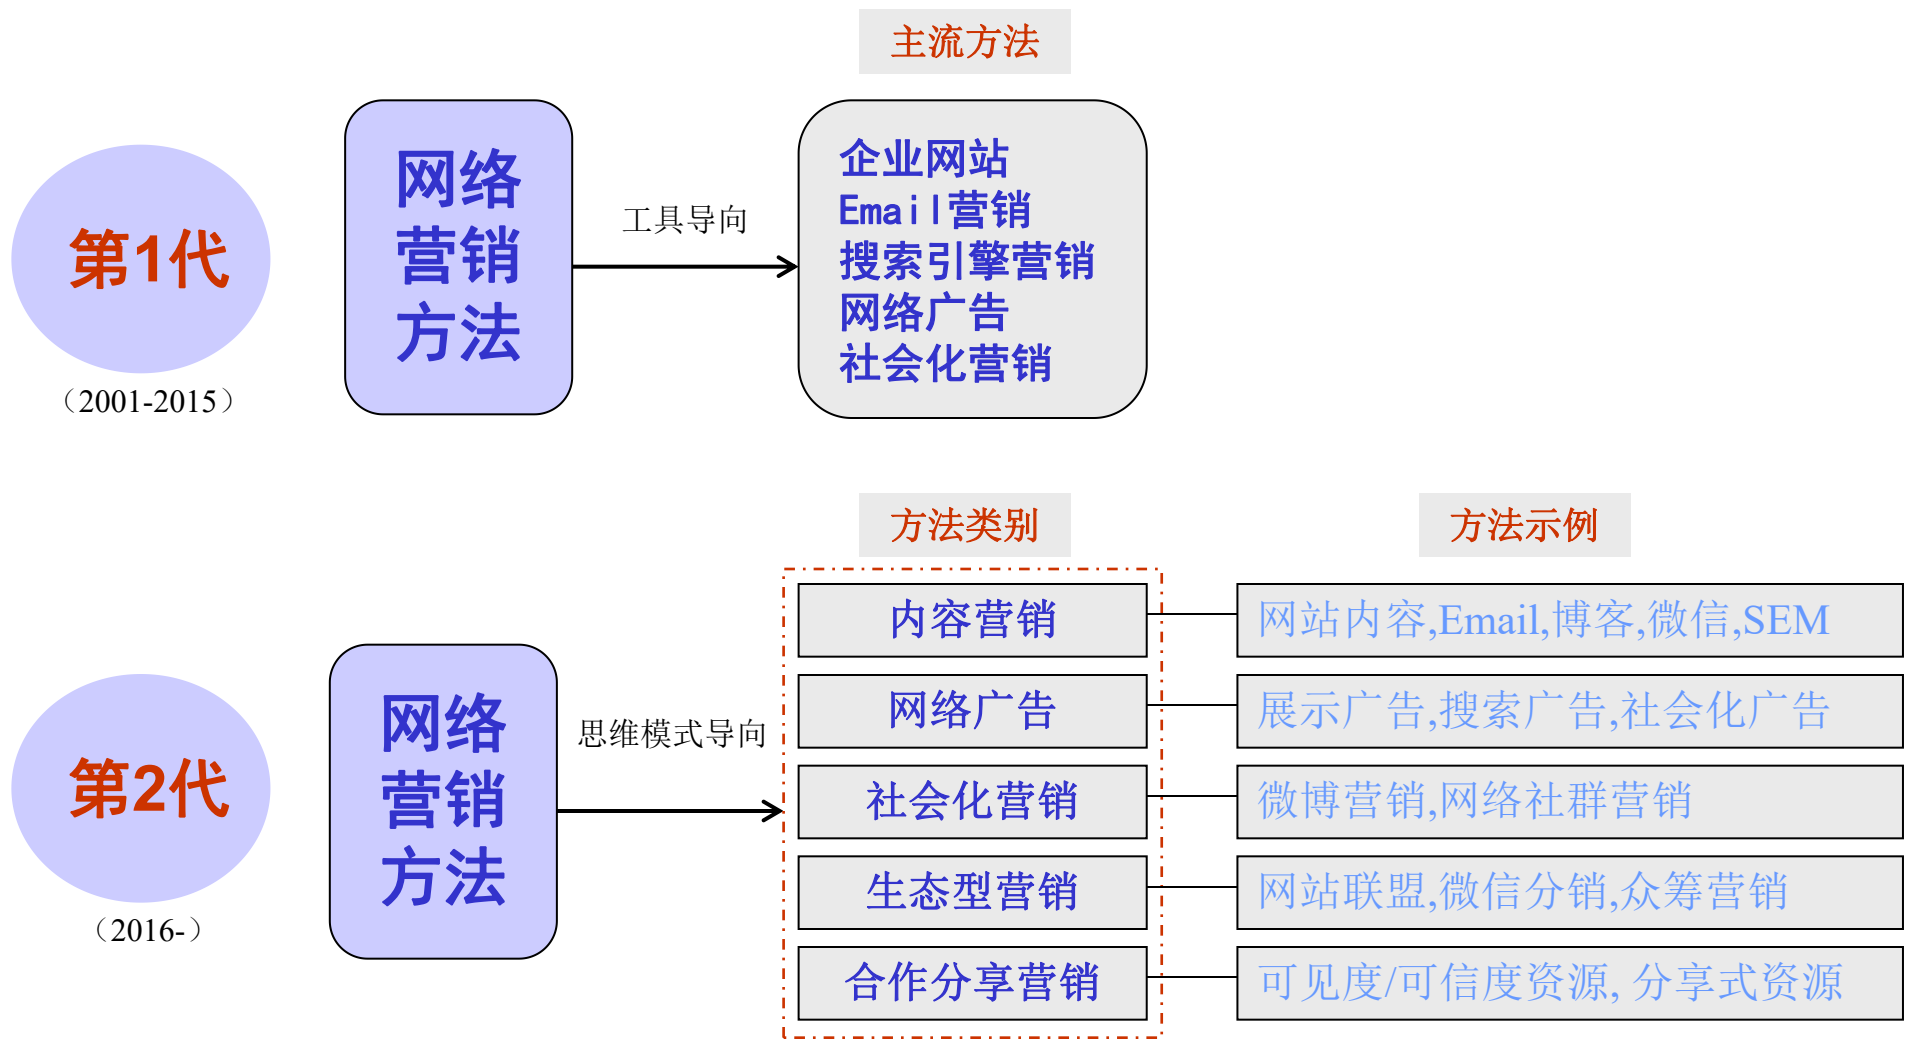 主流方法
第1代
（2001-2015）
网络
营销
方法
工具导向
企业网站
Email营销
搜索引擎营销
网络广告
社会化营销
方法类别
方法示例
第2代
（2016-）
网络
营销
方法
思维模式导向
内容营销
网站内容,Email,博客,微信,SEM
网络广告
展示广告,搜索广告,社会化广告
社会化营销
微博营销,网络社群营销
生态型营销
网站联盟,微信分销,众筹营销
合作分享营销
可见度/可信度资源, 分享式资源